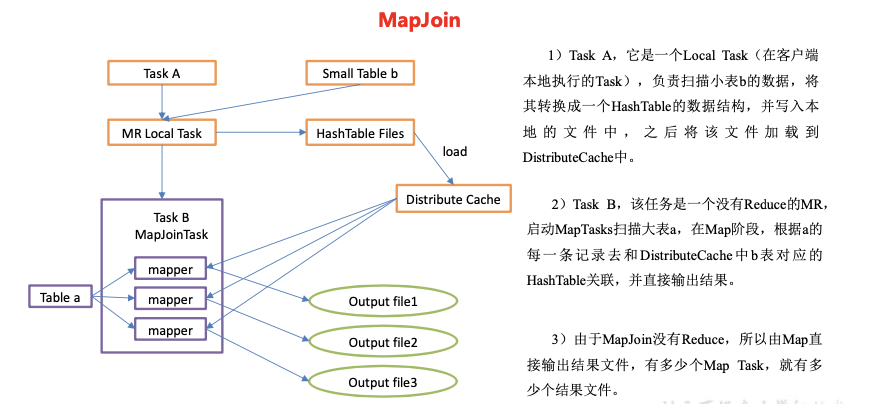 MapJoin
Task A
Small Table b
MR Local Task
HashTable Files
load
Distribute Cache
Task B
MapJoinTask
mapper
mapper
mapper
Table a
Output file1
Output file2
Output file3
1）Task A，它是一个Local Task（在客户端
本地执行的Task），负责扫描小表b的数据，将
其转换成一个HashTable的数据结构，并写入本
地的文件中，之后将该文件加载到
DistributeCache中。
2）Task B，该任务是一个没有Reduce的MR，
启动MapTasks扫描大表a，在Map阶段，根据a的
每一条记录去和DistributeCache中b表对应的
HashTable关联，并直接输出结果。
3）由于MapJoin没有Reduce，所以由Map直
接输出结果文件，有多少个Map Task，就有多
少个结果文件。